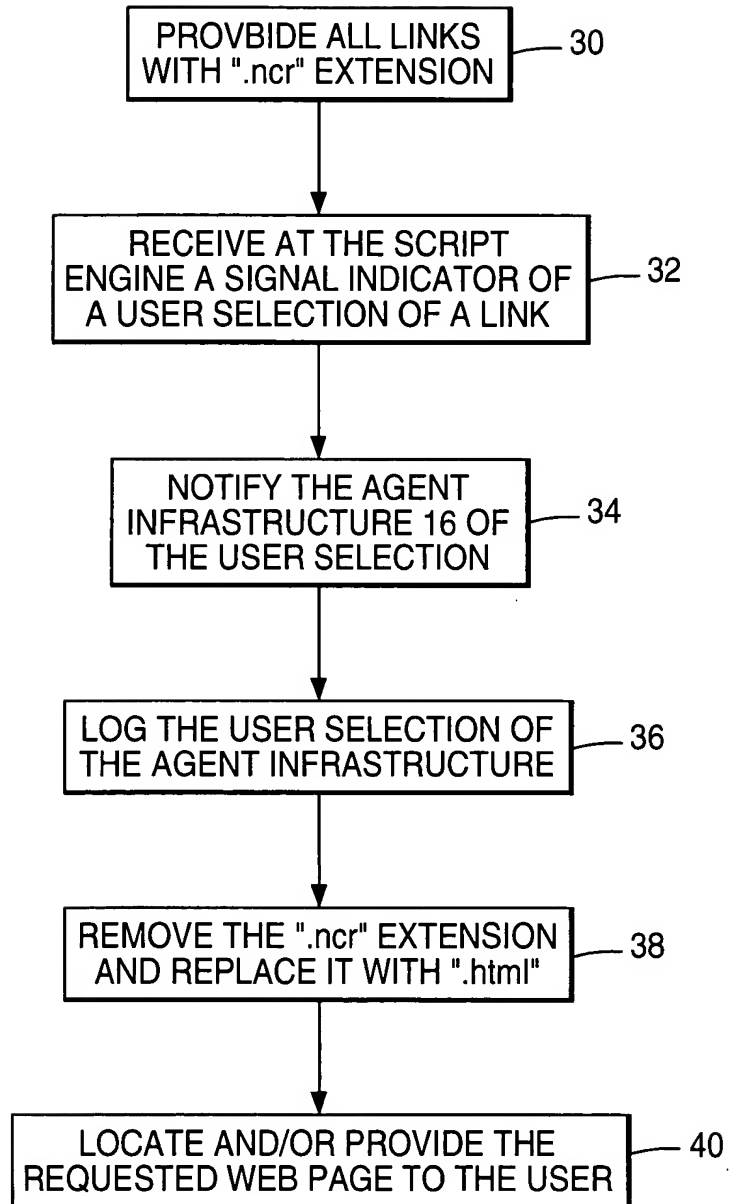 PROVBIDE ALL LINKS
WITH ".ncr" EXTENSION
30
RECEIVE AT THE SCRIPT
ENGINE A SIGNAL INDICATOR OF
A USER SELECTION OF A LINK
32
NOTIFY THE AGENT
INFRASTRUCTURE 16 OF
THE USER SELECTION
34
LOG THE USER SELECTION OF
THE AGENT INFRASTRUCTURE
36
REMOVE THE ".ncr" EXTENSION
AND REPLACE IT WITH ".html"
38
LOCATE AND/OR PROVIDE THE
REQUESTED WEB PAGE TO THE USER
40